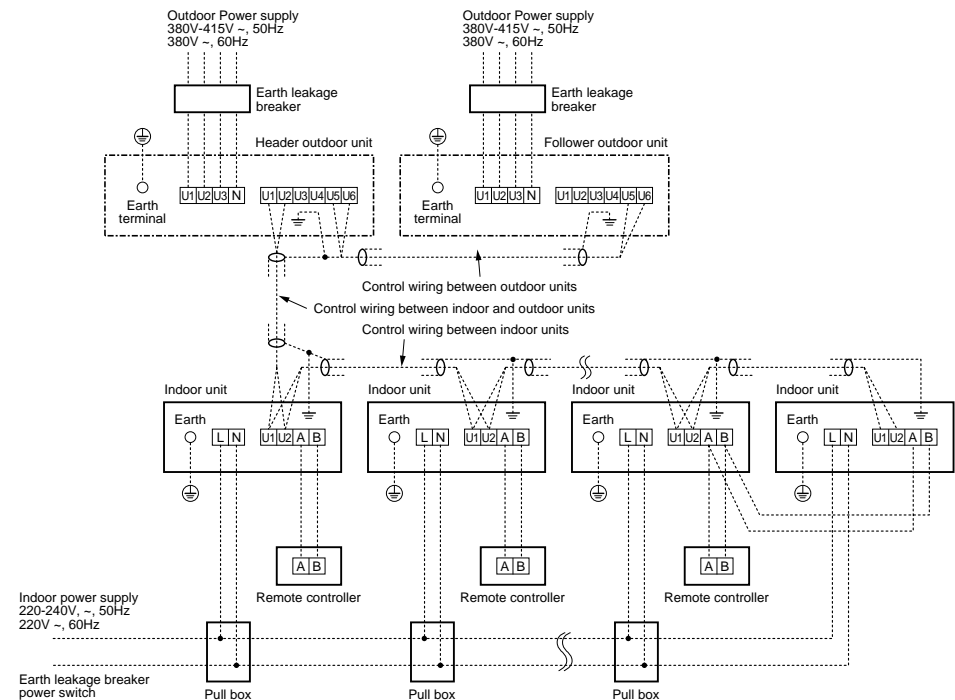 Outdoor Power supply
380V-415V ~, 50Hz
380V ~, 60Hz
Outdoor Power supply
380V-415V ~, 50Hz
380V ~, 60Hz
Earth leakage
breaker
Earth leakage
breaker
Header outdoor unit
Follower outdoor unit
Earth
terminal
U1 U2 U3 N
U1 U2 U3 U4 U5 U6
Earth
terminal
U1 U2 U3 N
U1 U2 U3 U4 U5 U6
Control wiring between outdoor units
Control wiring between indoor and outdoor units
Control wiring between indoor units
Indoor unit
Indoor unit
Indoor unit
Indoor unit
Earth
L N
U1 U2 A B
Earth
L N
U1 U2 A B
Earth
L N
U1 U2 A B
Earth
L N
U1 U2 A B
A B
A B
A B
Remote controller
Remote controller
Remote controller
Indoor power supply
220-240V, ~, 50Hz
220V ~, 60Hz
Earth leakage breaker
power switch
Pull box
Pull box
Pull box